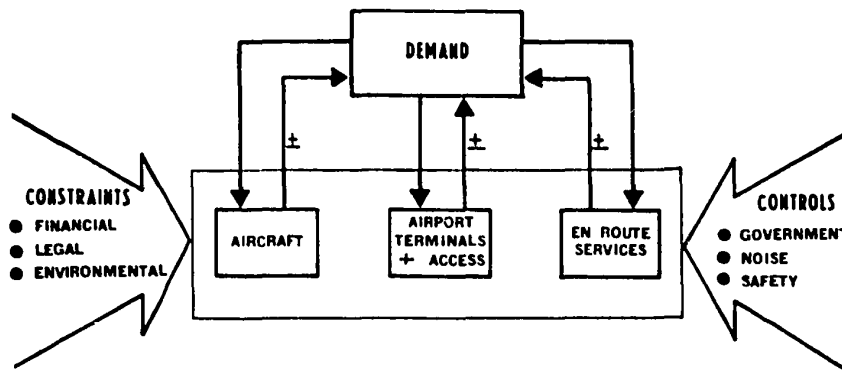 DEMAND
±
±
±
CONSTRAINTS
● FINANCIAL
● LEGAL
● ENVIRONMENTAL
AIRCRAFT
AIRPORT
TERMINALS
+ ACCESS
EN ROUTE
SERVICES
CONTROLS
● GOVERNMENT
● NOISE
● SAFETY